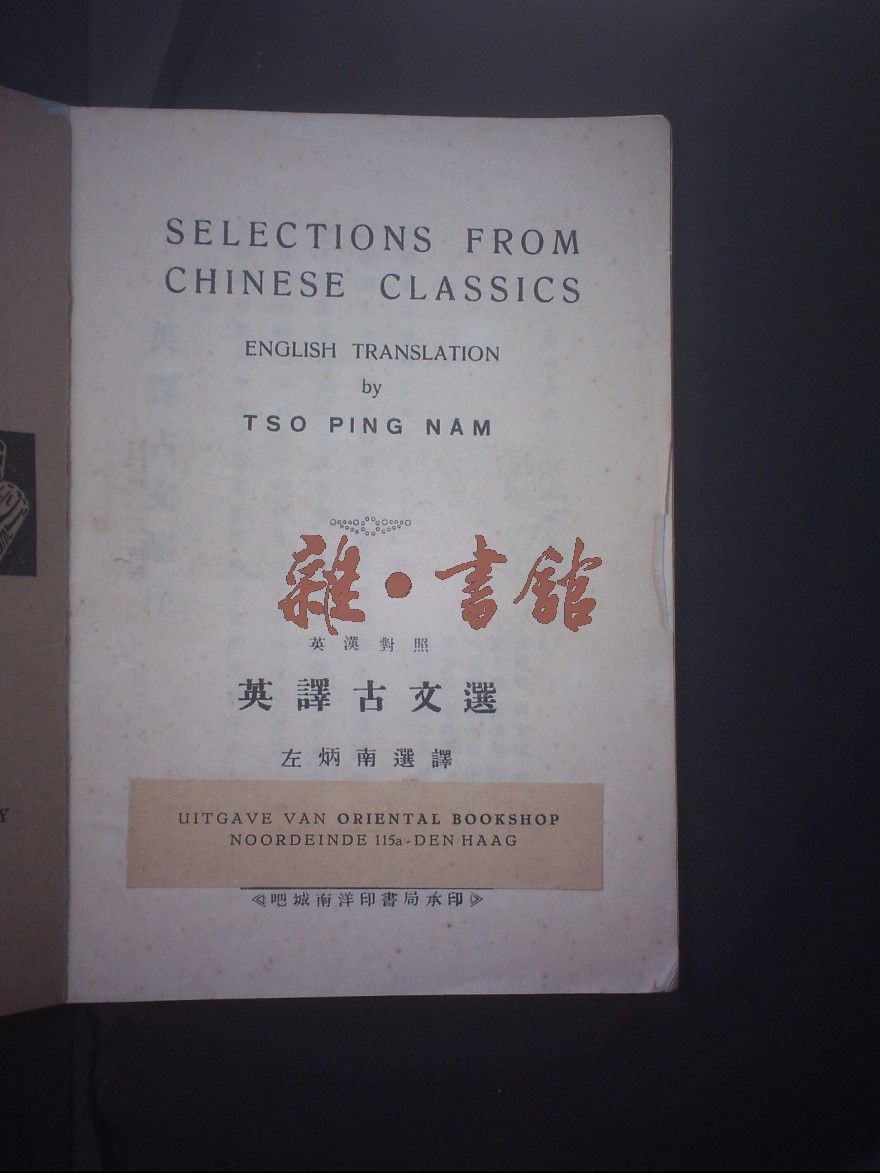 SELECTIONS FROM
CHINESE CLASSICS
ENGLISH TRANSLATION
by
TSO PING NAM
雜·書館
英漢對照
英譯古文選
左炳南選譯
UITGAVE VAN ORIENTAL BOOKSHOP
NOORDEINDE 115a - DEN HAAG
吧城南洋印書局承印
Y